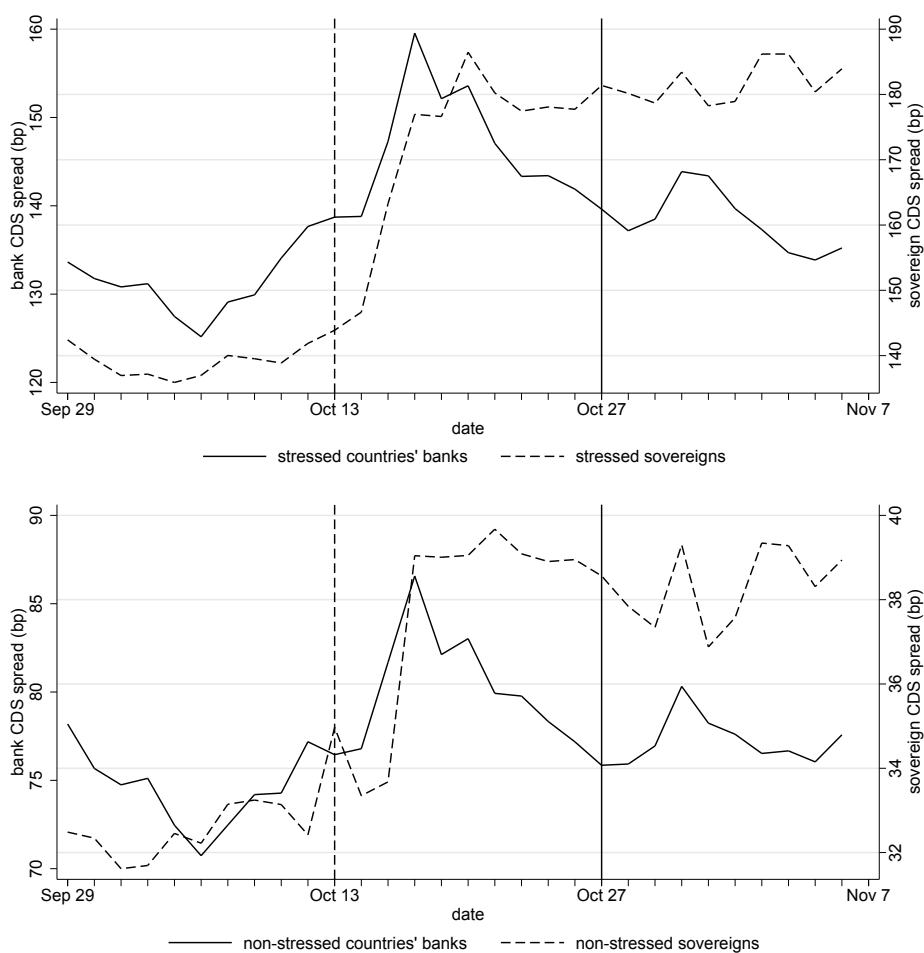 160
150
140
130
120
bank CDS spread (bp)
190
180
170
160
150
140
sovereign CDS spread (bp)
Sep 29 Oct 13 Oct 27 Nov 7
date
stressed countries' banks stressed sovereigns
90
85
80
75
70
bank CDS spread (bp)
40
38
36
34
32
sovereign CDS spread (bp)
Sep 29 Oct 13 Oct 27 Nov 7
date
non-stressed countries' banks non-stressed sovereigns